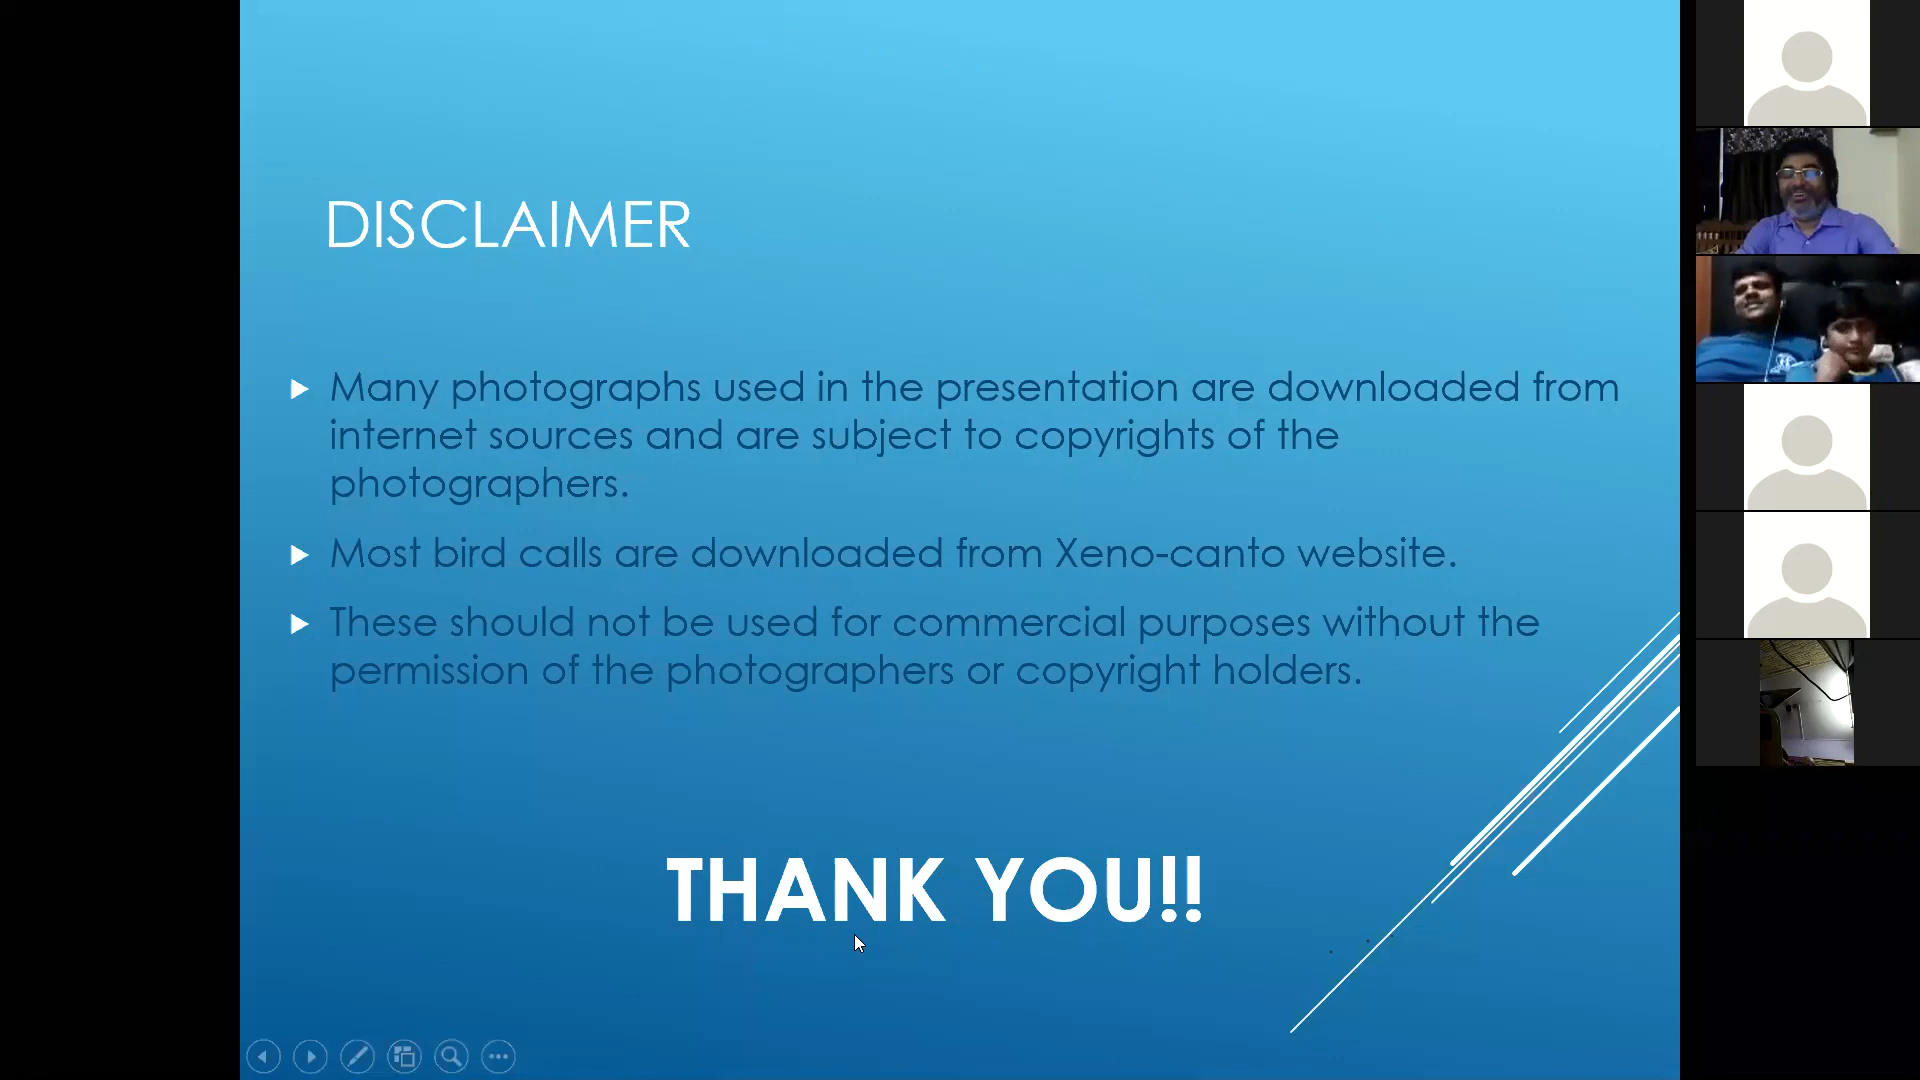 DISCLAIMER
Many photographs used in the presentation are downloaded from
internet sources and are subject to copyrights of the
photographers.
Most bird calls are downloaded from Xeno-canto website.
These should not be used for commercial purposes without the
permission of the photographers or copyright holders.
THANK YOU!!